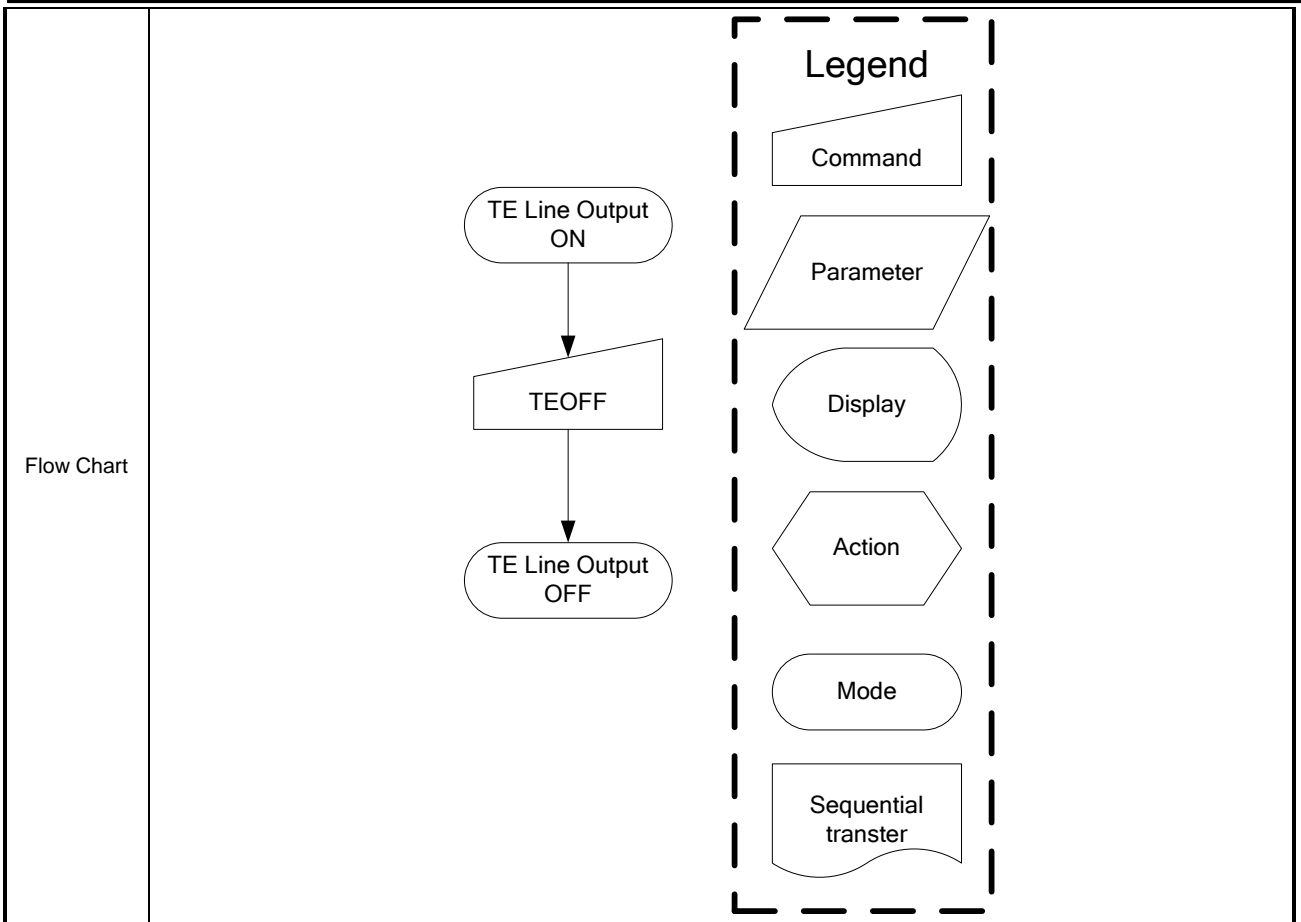 Flow Chart
TE Line Output
ON
TEOFF
TE Line Output
OFF
Legend
Command
Parameter
Display
Action
Mode
Sequential
transter